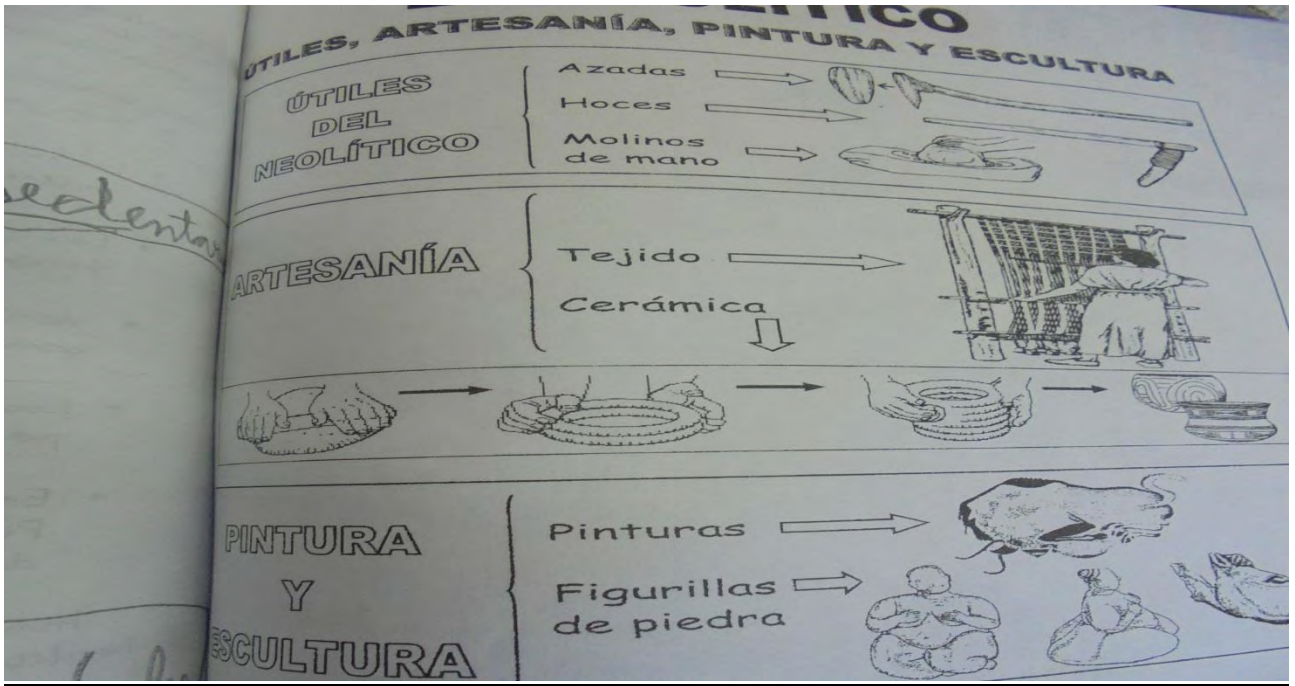 ÚTILES, ARTESANÍA, PINTURA Y ESCULTURA
ÚTILES
DEL
NEOLÍTICO
Azadas
Hoces
Molinos
de mano
ARTESANÍA
Tejido
Cerámica
PINTURA
Y
ESCULTURA
Pinturas
Figurillas
de piedra